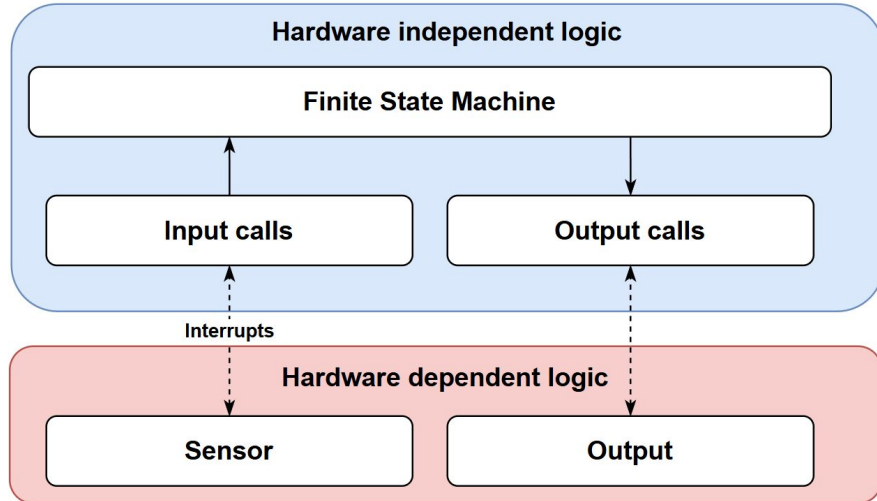 Hardware independent logic
Finite State Machine
Input calls
Output calls
Interrupts
Hardware dependent logic
Sensor
Output